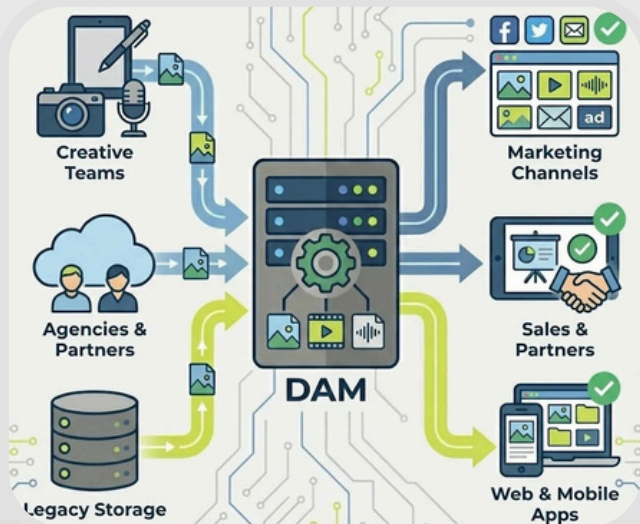 Creative
Teams
Agencies &
Partners
Legacy Storage
DAM
ad
Marketing
Channels
Sales &
Partners
Web & Mobile
Apps